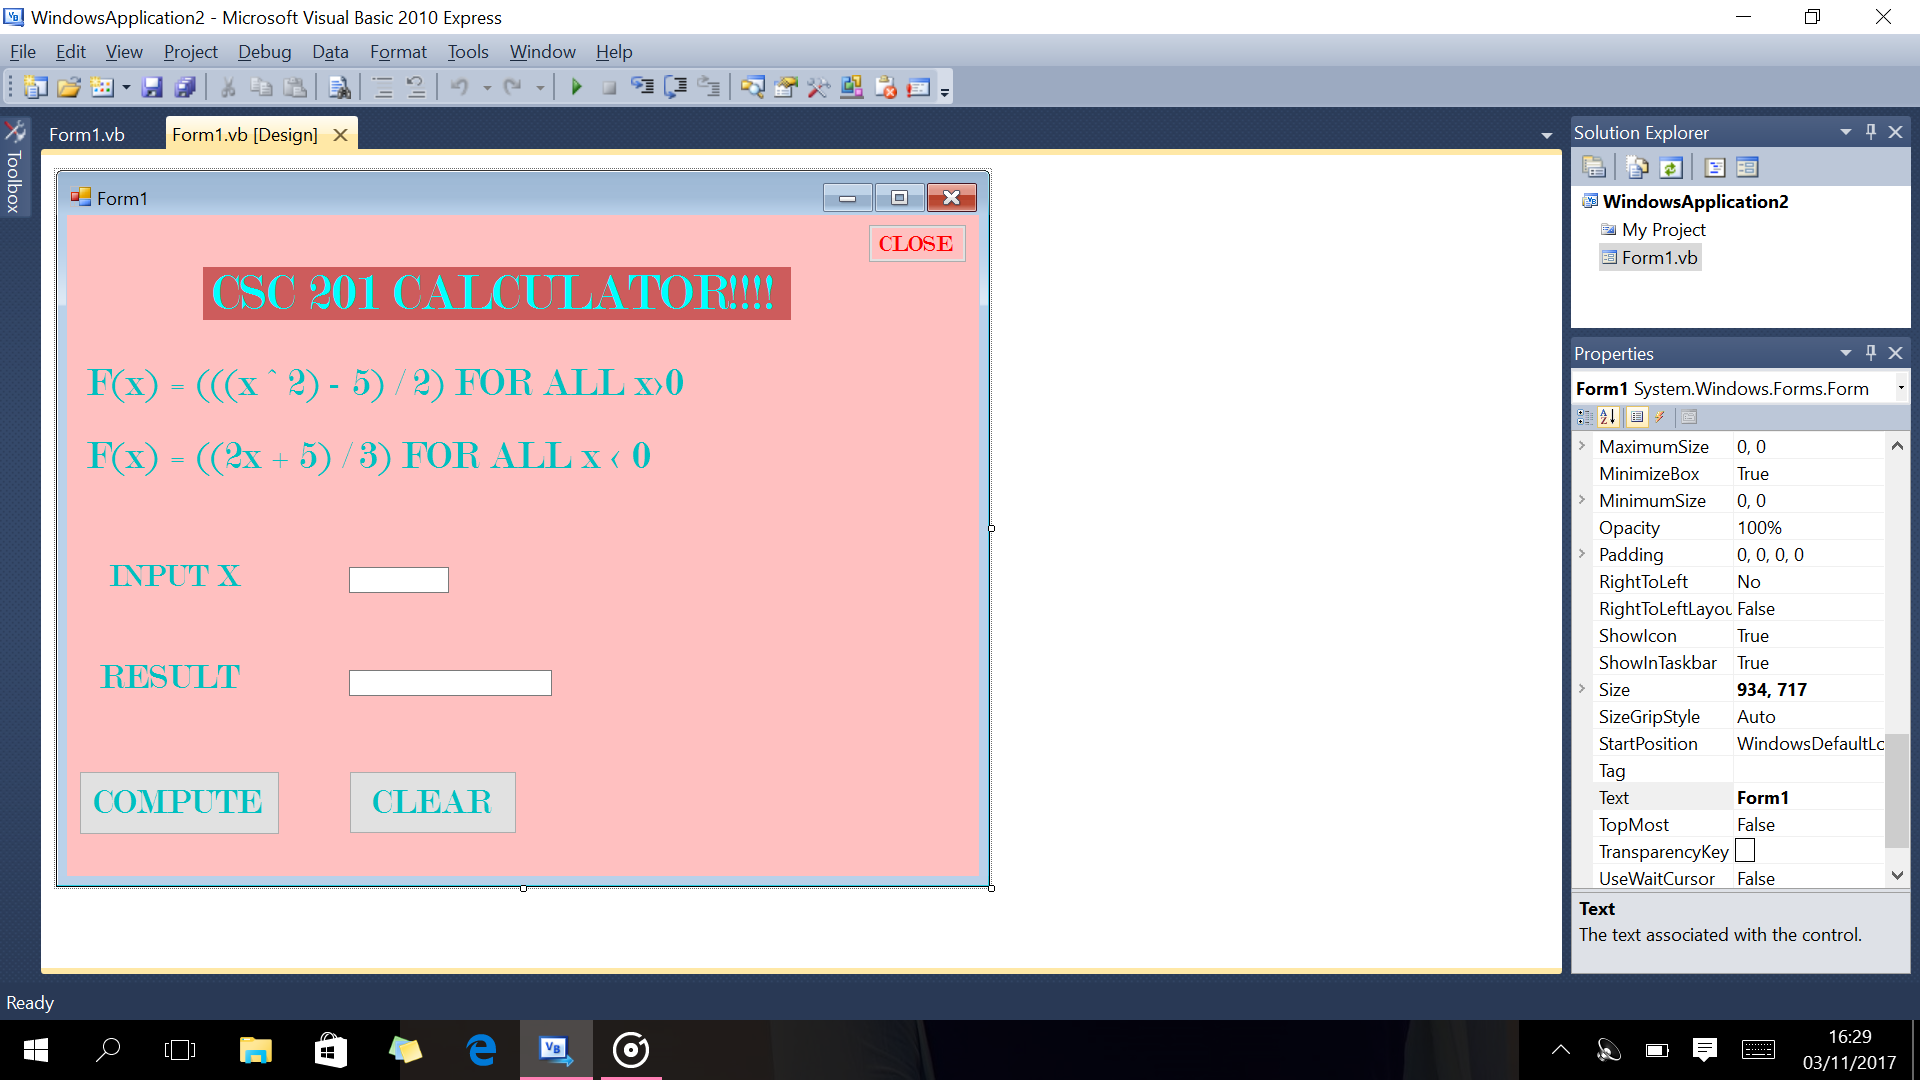 WindowsApplication2 - Microsoft Visual Basic 2010 Express
File Edit View Project Debug Data Format Tools Window Help
Toolbox
Form1.vb
Form1.vb [Design]
Form1
CLOSE
CSC 201 CALCULATOR!!!!
F(x) = (((x ^ 2) - 5) / 2) FOR ALL x>0
F(x) = ((2x + 5) / 3) FOR ALL x < 0
INPUT X
RESULT
COMPUTE
CLEAR
Solution Explorer
WindowsApplication2
My Project
Form1.vb
Properties
Form1 System.Windows.Forms.Form
MaximumSize 0, 0
MinimizeBox True
MinimumSize 0, 0
Opacity 100%
Padding 0, 0, 0, 0
RightToLeft No
RightToLeftLayou False
ShowIcon True
ShowInTaskbar True
Size 934, 717
SizeGripStyle Auto
StartPosition WindowsDefaultLo
Tag
Text Form1
TopMost False
TransparencyKey
UseWaitCursor False
Text
The text associated with the control.
Ready
16:29
03/11/2017